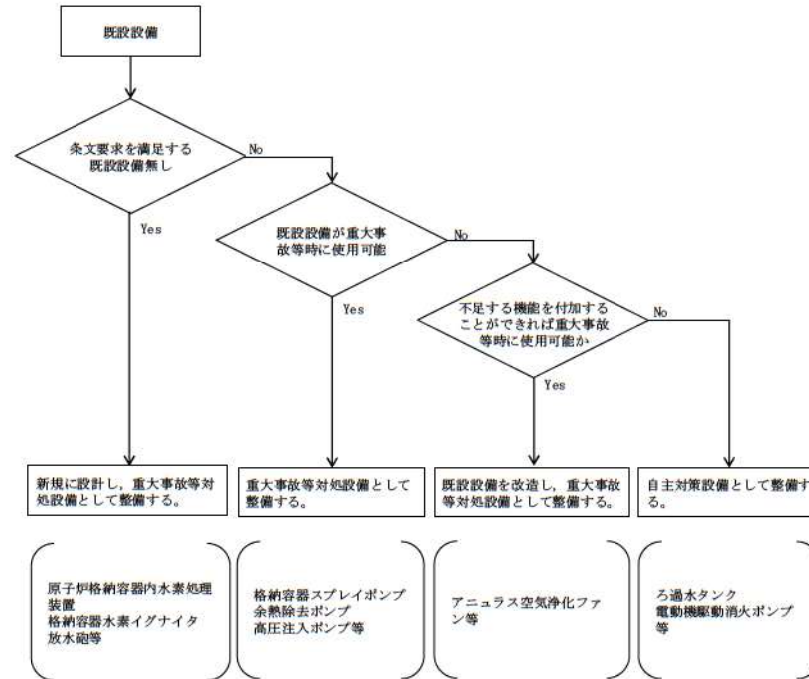 既設設備
条文要求を満足する
既設設備無し
No
Yes
既設設備が重大事
故等時に使用可能
No
Yes
不足する機能を付加する
ことができれば重大事故
等時に使用可能か
No
Yes
新規に設計し，重大事故等対
処設備として整備する。
重大事故等対処設備として
整備する。
既設設備を改造し，重大事故
等対処設備として整備する。
自主対策設備として整備す
る。
原子炉格納容器内水素処理
装置
格納容器水素イグナイタ
放水砲等
格納容器スプレイポンプ
余熱除去ポンプ
高圧注入ポンプ等
アニュラス空気浄化ファ
ン等
ろ過水タンク
電動機駆動消火ポンプ
等